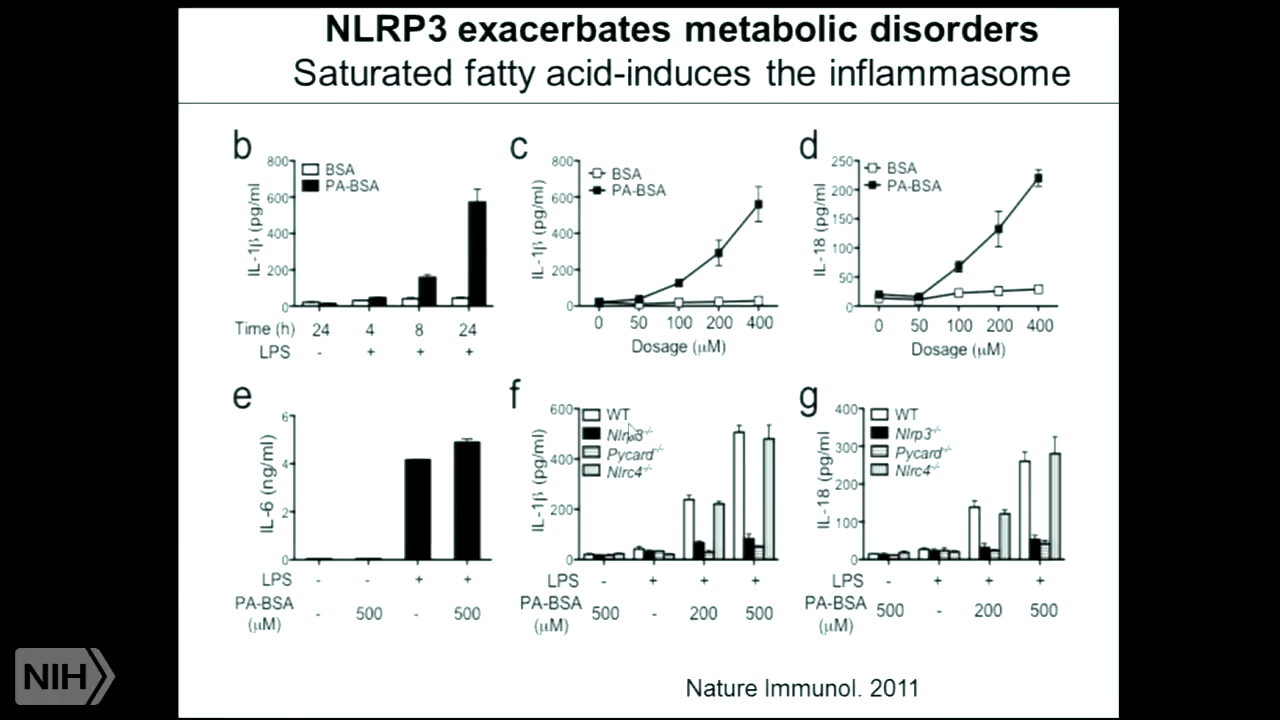 NLRP3 exacerbates metabolic disorders
Saturated fatty acid-induces the inflammasome
b
800
600
400
200
0
IL-1β (pg/ml)
BSA
PA-BSA
Time (h) 24 4 8 24
LPS - + + +
c
800
600
400
200
0
IL-1β (pg/ml)
BSA
PA-BSA
0 50 100 200 400
Dosage (μM)
d
250
200
150
100
50
0
IL-18 (pg/ml)
BSA
PA-BSA
0 50 100 200 400
Dosage (μM)
e
6
4
2
0
IL-6 (ng/ml)
LPS - - + +
PA-BSA - 500 - 500
(μM)
f
600
400
200
0
IL-1β (pg/ml)
WT
Nlrp3-/-
Pycard-/-
Nlrc4-/-
LPS - + + +
PA-BSA 500 - 200 500
(μM)
g
400
300
200
100
0
IL-18 (pg/ml)
WT
Nlrp3-/-
Pycard-/-
Nlrc4-/-
LPS - + + +
PA-BSA 500 - 200 500
(μM)
Nature Immunol. 2011
NIH